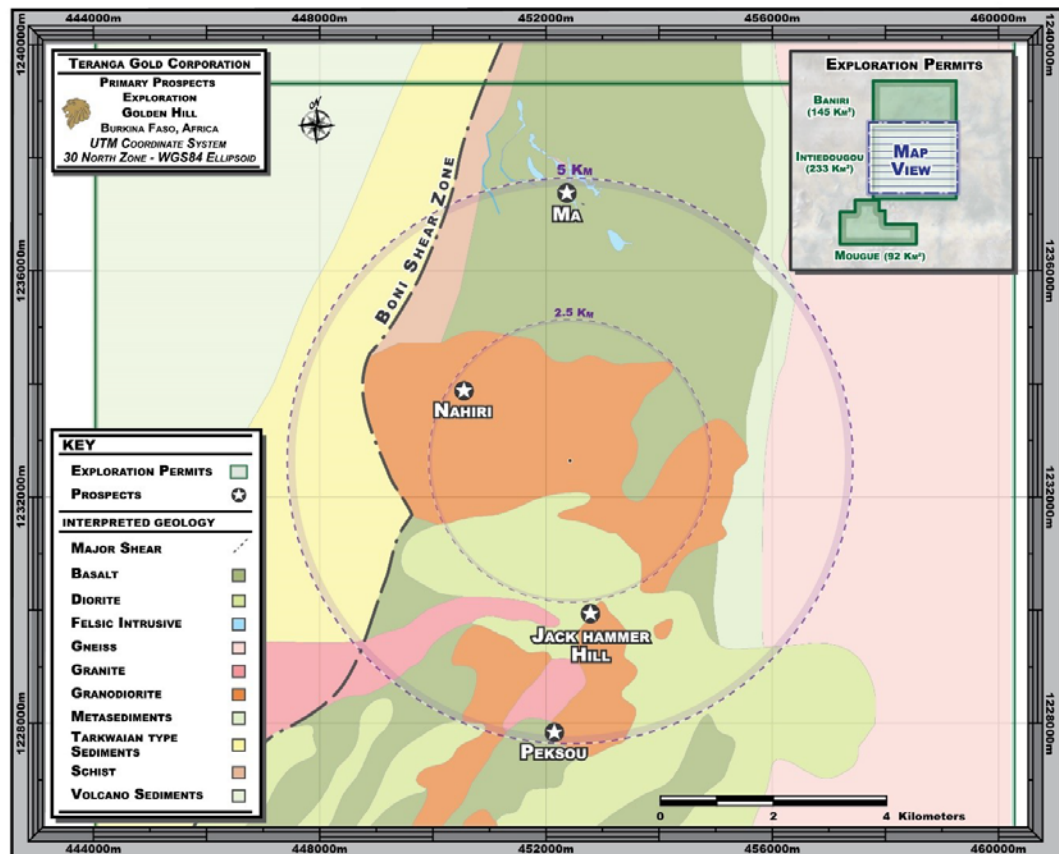 444000m 448000m 452000m 456000m 460000m
1240000m 1240000m
TERANGA GOLD CORPORATION
PRIMARY PROSPECTS
EXPLORATION
GOLDEN HILL
BURKINA FASO, AFRICA
UTM COORDINATE SYSTEM
30 NORTH ZONE - WGS84 ELLIPSOID
EXPLORATION PERMITS
BANIRI
(145 KM²)
INTIEDOUGOU
(233 KM²)
MAP
VIEW
MOUGUE (92 KM²)
BONI SHEAR ZONE
5 KM
MA
1236000m 1236000m
2.5 KM
NAHIRI
1232000m 1232000m
KEY
EXPLORATION PERMITS
PROSPECTS
INTERPRETED GEOLOGY
MAJOR SHEAR
BASALT
DIORITE
FELSIC INTRUSIVE
GNEISS
GRANITE
GRANODIORITE
METASEDIMENTS
TARKWAIAN TYPE
SEDIMENTS
SCHIST
VOLCANO SEDIMENTS
JACK HAMMER
HILL
PEKSOU
1228000m 1228000m
0 2 4
Kilometers
444000m 448000m 452000m 456000m 460000m